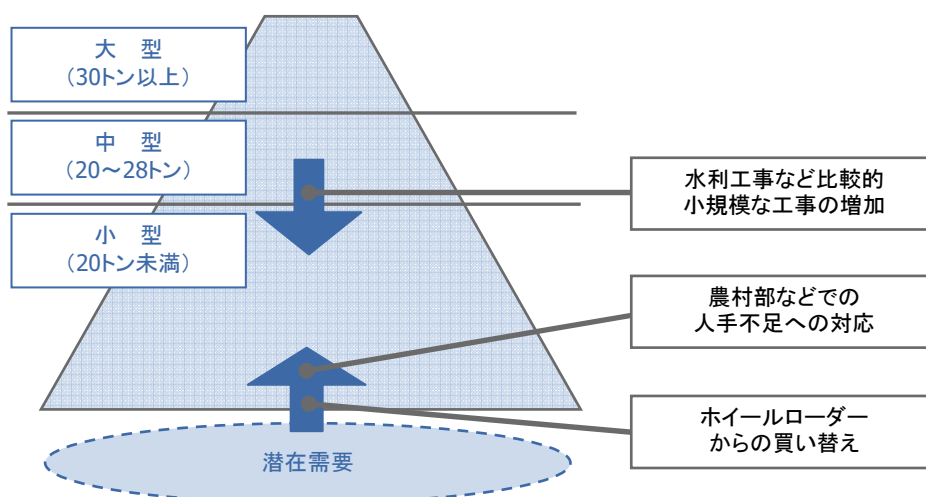 大 型
(30トン以上)
中 型
(20～28トン)
小 型
(20トン未満)
水利工事など比較的
小規模な工事の増加
農村部などでの
人手不足への対応
ホイールローダー
からの買い替え
潜在需要